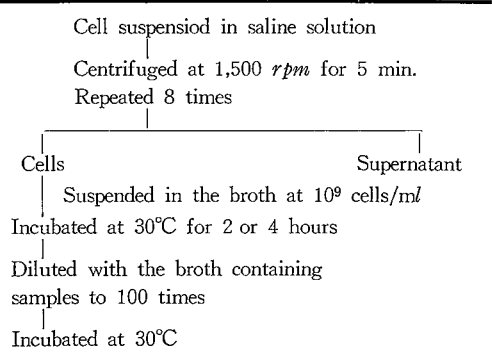 Cell suspensiod in saline solution
Centrifuged at 1,500 rpm for 5 min.
Repeated 8 times
Cells
Supernatant
Suspended in the broth at 10⁹ cells/ml
Incubated at 30℃ for 2 or 4 hours
Diluted with the broth containing
samples to 100 times
Incubated at 30℃